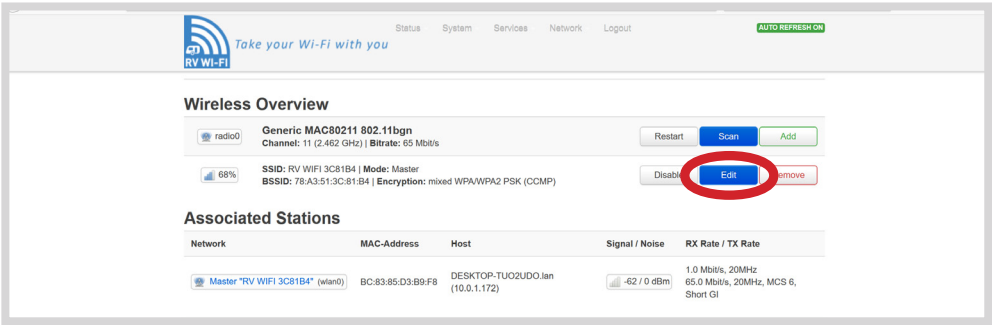 Status System Services Network Logout
AUTO REFRESH ON
Take your Wi-Fi with you
RV WI-FI
Wireless Overview
radio0
Generic MAC80211 802.11bgn
Channel: 11 (2.462 GHz) | Bitrate: 65 Mbit/s
Restart Scan Add
68%
SSID: RV WIFI 3C81B4 | Mode: Master
BSSID: 78:A3:51:3C:81:B4 | Encryption: mixed WPA/WPA2 PSK (CCMP)
Disable Edit Remove
Associated Stations
Network MAC-Address Host Signal / Noise RX Rate / TX Rate
Master "RV WIFI 3C81B4" (wlan0) BC:83:85:D3:B9:F8
DESKTOP-TUO2UDO.lan
(10.0.1.172)
-62 / 0 dBm
1.0 Mbit/s, 20MHz
65.0 Mbit/s, 20MHz, MCS 6,
Short GI